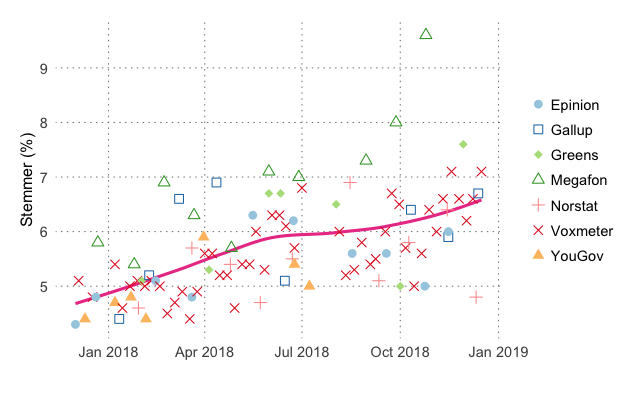 Stemmer (%)
9
8
7
6
5
Jan 2018
Apr 2018
Jul 2018
Oct 2018
Jan 2019
Epinion
Gallup
Greens
Megafon
Norstat
Voxmeter
YouGov